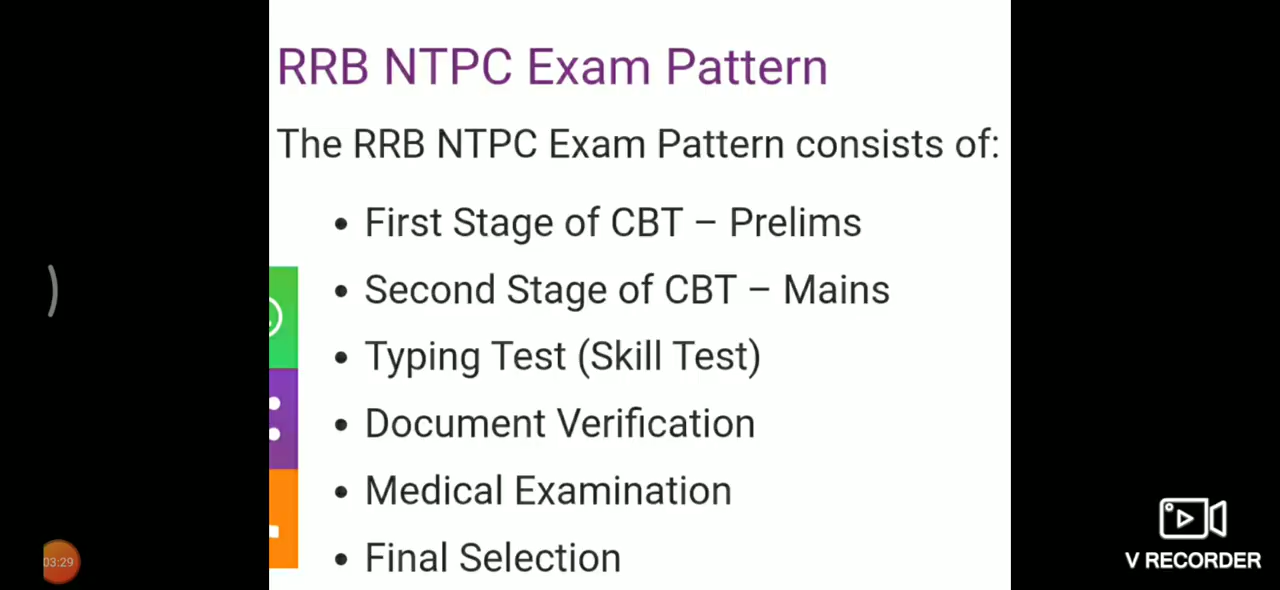 RRB NTPC Exam Pattern
The RRB NTPC Exam Pattern consists of:
• First Stage of CBT – Prelims
• Second Stage of CBT – Mains
• Typing Test (Skill Test)
• Document Verification
• Medical Examination
• Final Selection
03:29
V RECORDER